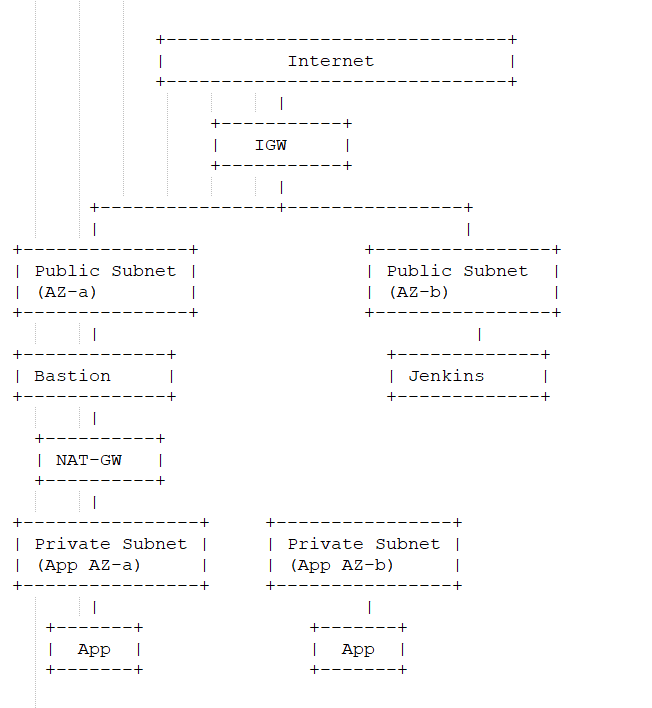 +--------------------------------+
| Internet |
+--------------------------------+
|
+-----------+
| IGW |
+-----------+
|
+----------------+----------------+
| |
+---------------+ +----------------+
| Public Subnet | | Public Subnet |
| (AZ-a) | | (AZ-b) |
+---------------+ +----------------+
| |
+-------------+ +-------------+
| Bastion | | Jenkins |
+-------------+ +-------------+
|
+----------+
| NAT-GW |
+----------+
|
+----------------+ +----------------+
| Private Subnet | | Private Subnet |
| (App AZ-a) | | (App AZ-b) |
+----------------+ +----------------+
| |
+-------+ +-------+
| App | | App |
+-------+ +-------+